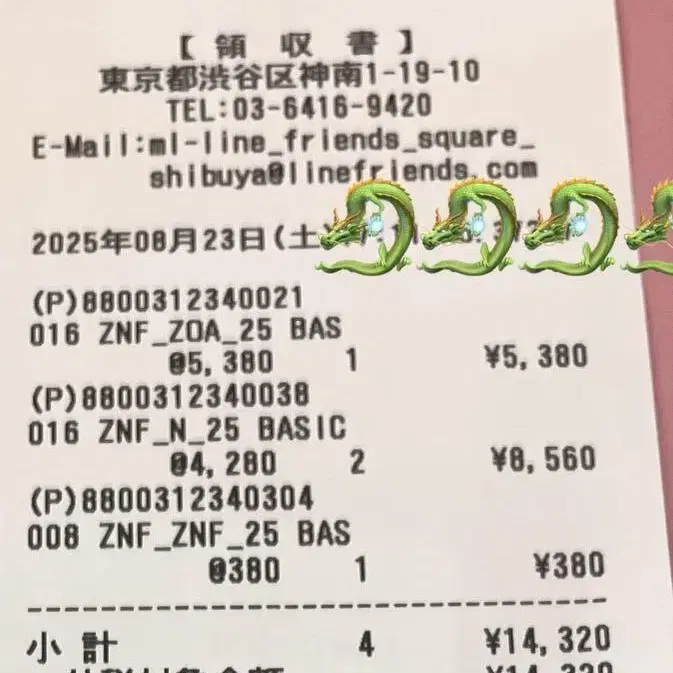 【 領 収 書 】
東京都渋谷区神南1-19-10
TEL:03-6416-9420
E-Mail:ml-line_friends_square_
shibuya@linefriends.com
2025年08月23日(土
(P)8800312340021
016 ZNF_ZOA_25 BAS
@5,380 1 ¥5,380
(P)8800312340038
016 ZNF_N_25 BASIC
@4,280 2 ¥8,560
(P)8800312340304
008 ZNF_ZNF_25 BAS
@380 1 ¥380
小 計 4 ¥14,320